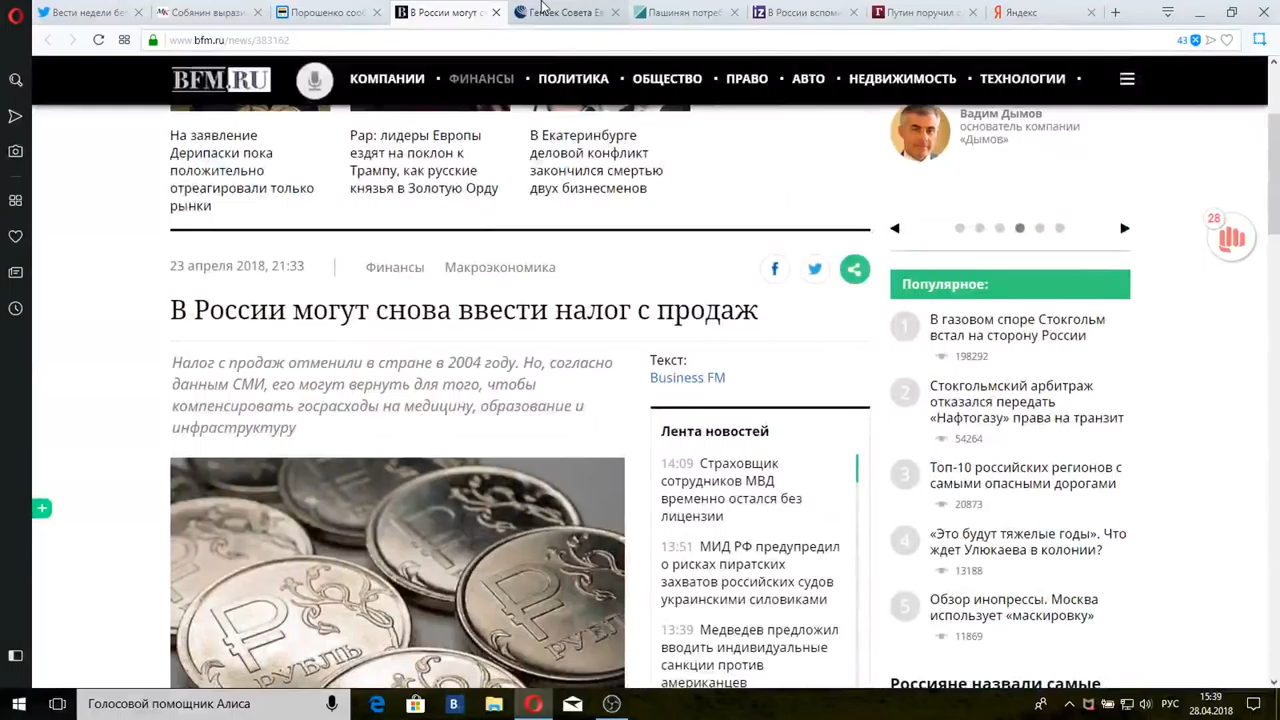 Вести недв
Собянин вырази
Порошенко сооб
В России могут с
Генсек Совета Ев
Пашинян потреб
В России вспоми
Путин поручил с
Яндекс
www.bfm.ru/news/383162
43
BFM.RU
КОМПАНИИ · ФИНАНСЫ · ПОЛИТИКА · ОБЩЕСТВО · ПРАВО · АВТО · НЕДВИЖИМОСТЬ · ТЕХНОЛОГИИ ·
На заявление
Дерипаски пока
положительно
отреагировали только
рынки
Рар: лидеры Европы
ездят на поклон к
Трампу, как русские
князья в Золотую Орду
В Екатеринбурге
деловой конфликт
закончился смертью
двух бизнесменов
Вадим Дымов
основатель компании
«Дымов»
28
23 апреля 2018, 21:33
Финансы
Макроэкономика
В России могут снова ввести налог с продаж
Налог с продаж отменили в стране в 2004 году. Но, согласно
данным СМИ, его могут вернуть для того, чтобы
компенсировать госрасходы на медицину, образование и
инфраструктуру
Текст:
Business FM
Лента новостей
14:09 Страховщик
сотрудников МВД
временно остался без
лицензии
13:51 МИД РФ предупредил
о рисках пиратских
захватов российских судов
украинскими силовиками
13:39 Медведев предложил
вводить индивидуальные
санкции против
американцев
Популярное:
1
В газовом споре Стокгольм
встал на сторону России
198292
2
Стокгольмский арбитраж
отказался передать
«Нафтогазу» права на транзит
54264
3
Топ-10 российских регионов с
самыми опасными дорогами
20873
4
«Это будут тяжелые годы». Что
ждет Улюкаева в колонии?
13188
5
Обзор инопрессы. Москва
использует «маскировку»
11869
Россияне назвали самые
РУБЛЬ
РУБЛЬ
Голосовой помощник Алиса
РУС
15:39
28.04.2018